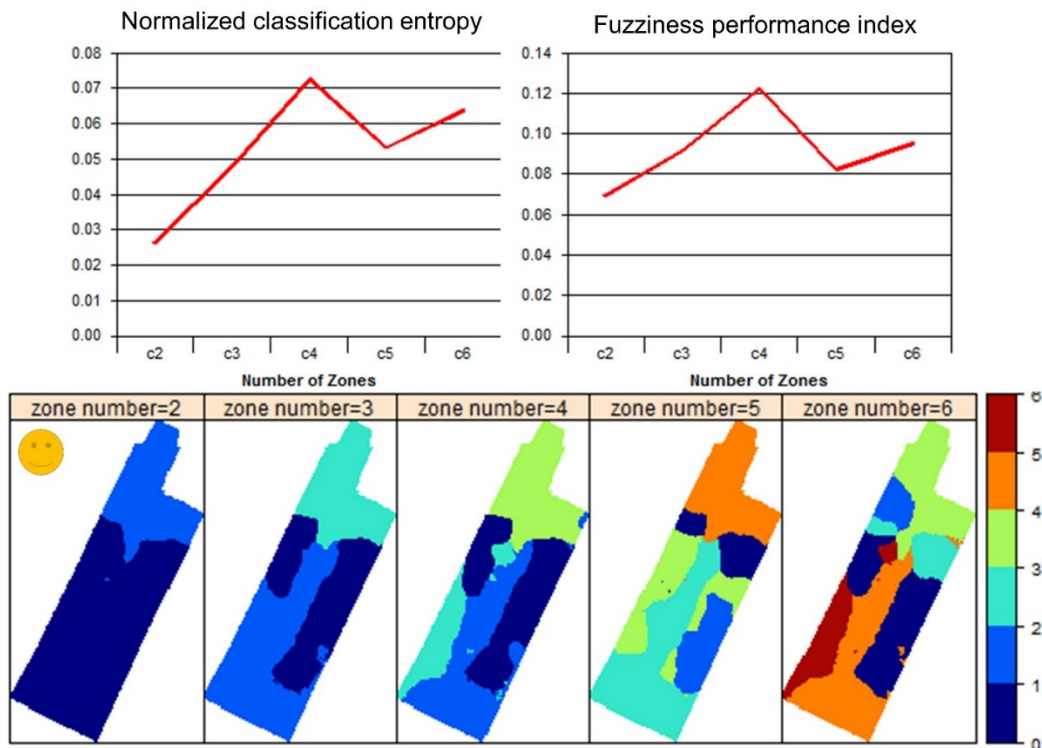 Normalized classification entropy
0.08
0.07
0.06
0.05
0.04
0.03
0.02
0.01
0.00
c2 c3 c4 c5 c6
Fuzziness performance index
0.14
0.12
0.10
0.08
0.06
0.04
0.02
0.00
c2 c3 c4 c5 c6
Number of Zones
Number of Zones
zone number=2
zone number=3
zone number=4
zone number=5
zone number=6
6
5
4
3
2
1
0